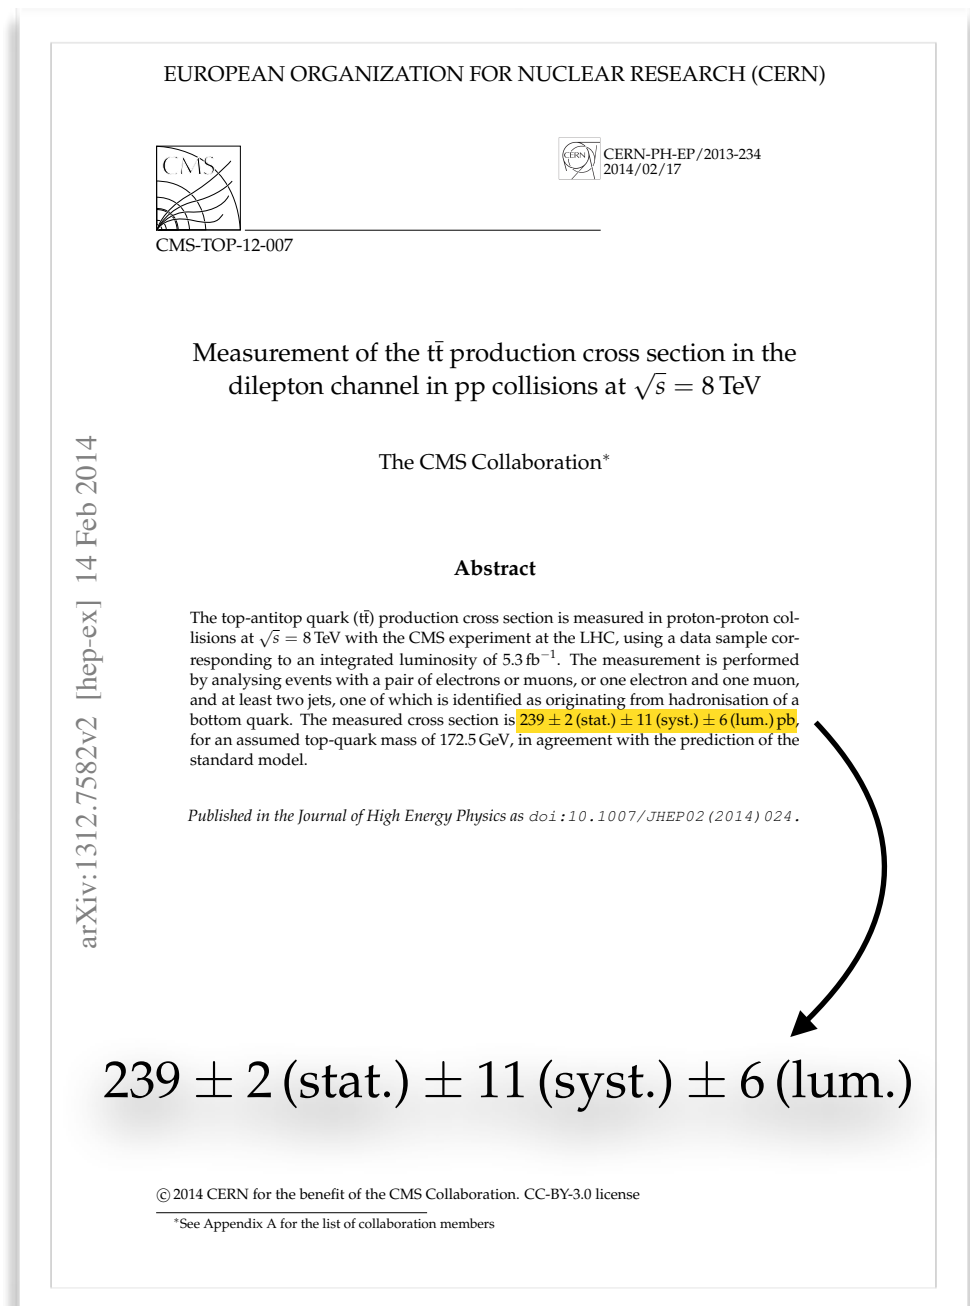 EUROPEAN ORGANIZATION FOR NUCLEAR RESEARCH (CERN)
CMS
CERN
CERN-PH-EP/2013-234
2014/02/17
CMS-TOP-12-007
Measurement of the tt̄ production cross section in the
dilepton channel in pp collisions at √s = 8 TeV
The CMS Collaboration*
arXiv:1312.7582v2 [hep-ex] 14 Feb 2014
Abstract
The top-antitop quark (tt̄) production cross section is measured in proton-proton col-
lisions at √s = 8 TeV with the CMS experiment at the LHC, using a data sample cor-
responding to an integrated luminosity of 5.3 fb⁻¹. The measurement is performed
by analysing events with a pair of electrons or muons, or one electron and one muon,
and at least two jets, one of which is identified as originating from hadronisation of a
bottom quark. The measured cross section is 239 ± 2 (stat.) ± 11 (syst.) ± 6 (lum.) pb,
for an assumed top-quark mass of 172.5 GeV, in agreement with the prediction of the
standard model.
Published in the Journal of High Energy Physics as doi:10.1007/JHEP02(2014)024.
239 ± 2 (stat.) ± 11 (syst.) ± 6 (lum.)
© 2014 CERN for the benefit of the CMS Collaboration. CC-BY-3.0 license
*See Appendix A for the list of collaboration members